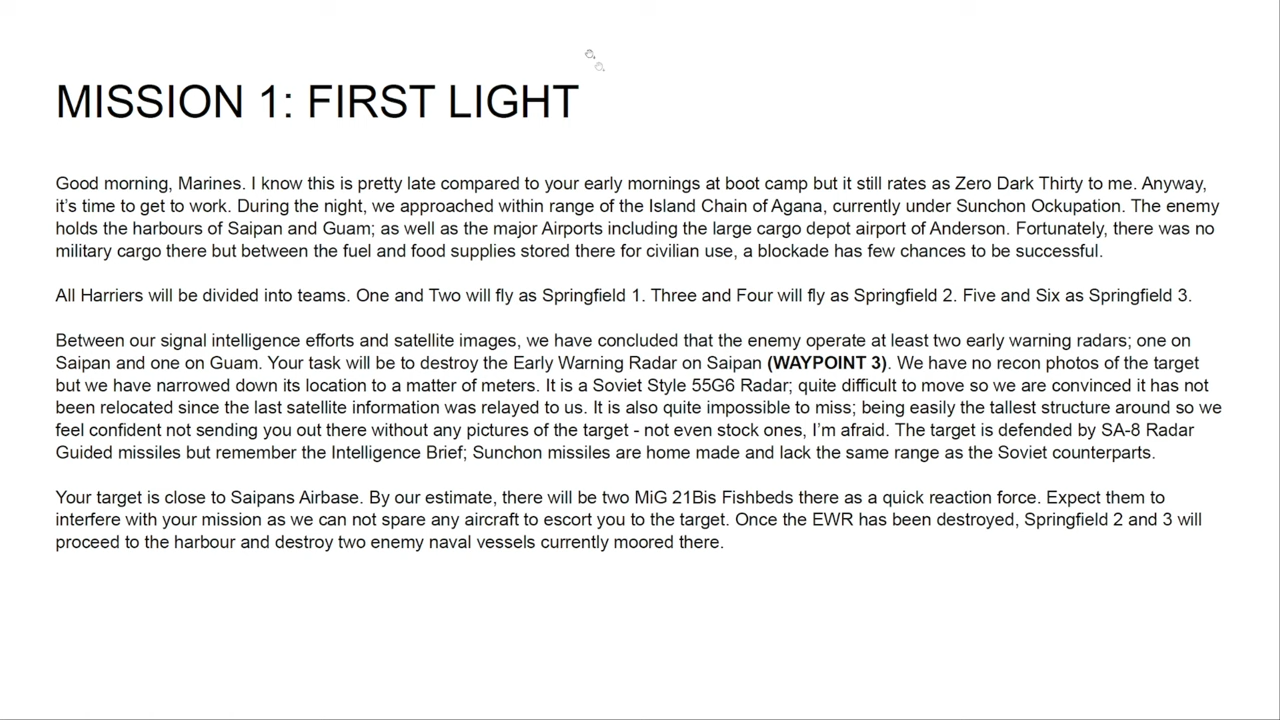 MISSION 1: FIRST LIGHT
Good morning, Marines. I know this is pretty late compared to your early mornings at boot camp but it still rates as Zero Dark Thirty to me. Anyway,
it's time to get to work. During the night, we approached within range of the Island Chain of Agana, currently under Sunchon Ockupation. The enemy
holds the harbours of Saipan and Guam; as well as the major Airports including the large cargo depot airport of Anderson. Fortunately, there was no
military cargo there but between the fuel and food supplies stored there for civilian use, a blockade has few chances to be successful.
All Harriers will be divided into teams. One and Two will fly as Springfield 1. Three and Four will fly as Springfield 2. Five and Six as Springfield 3.
Between our signal intelligence efforts and satellite images, we have concluded that the enemy operate at least two early warning radars; one on
Saipan and one on Guam. Your task will be to destroy the Early Warning Radar on Saipan (WAYPOINT 3). We have no recon photos of the target
but we have narrowed down its location to a matter of meters. It is a Soviet Style 55G6 Radar; quite difficult to move so we are convinced it has not
been relocated since the last satellite information was relayed to us. It is also quite impossible to miss; being easily the tallest structure around so we
feel confident not sending you out there without any pictures of the target - not even stock ones, I'm afraid. The target is defended by SA-8 Radar
Guided missiles but remember the Intelligence Brief; Sunchon missiles are home made and lack the same range as the Soviet counterparts.
Your target is close to Saipans Airbase. By our estimate, there will be two MiG 21Bis Fishbeds there as a quick reaction force. Expect them to
interfere with your mission as we can not spare any aircraft to escort you to the target. Once the EWR has been destroyed, Springfield 2 and 3 will
proceed to the harbour and destroy two enemy naval vessels currently moored there.